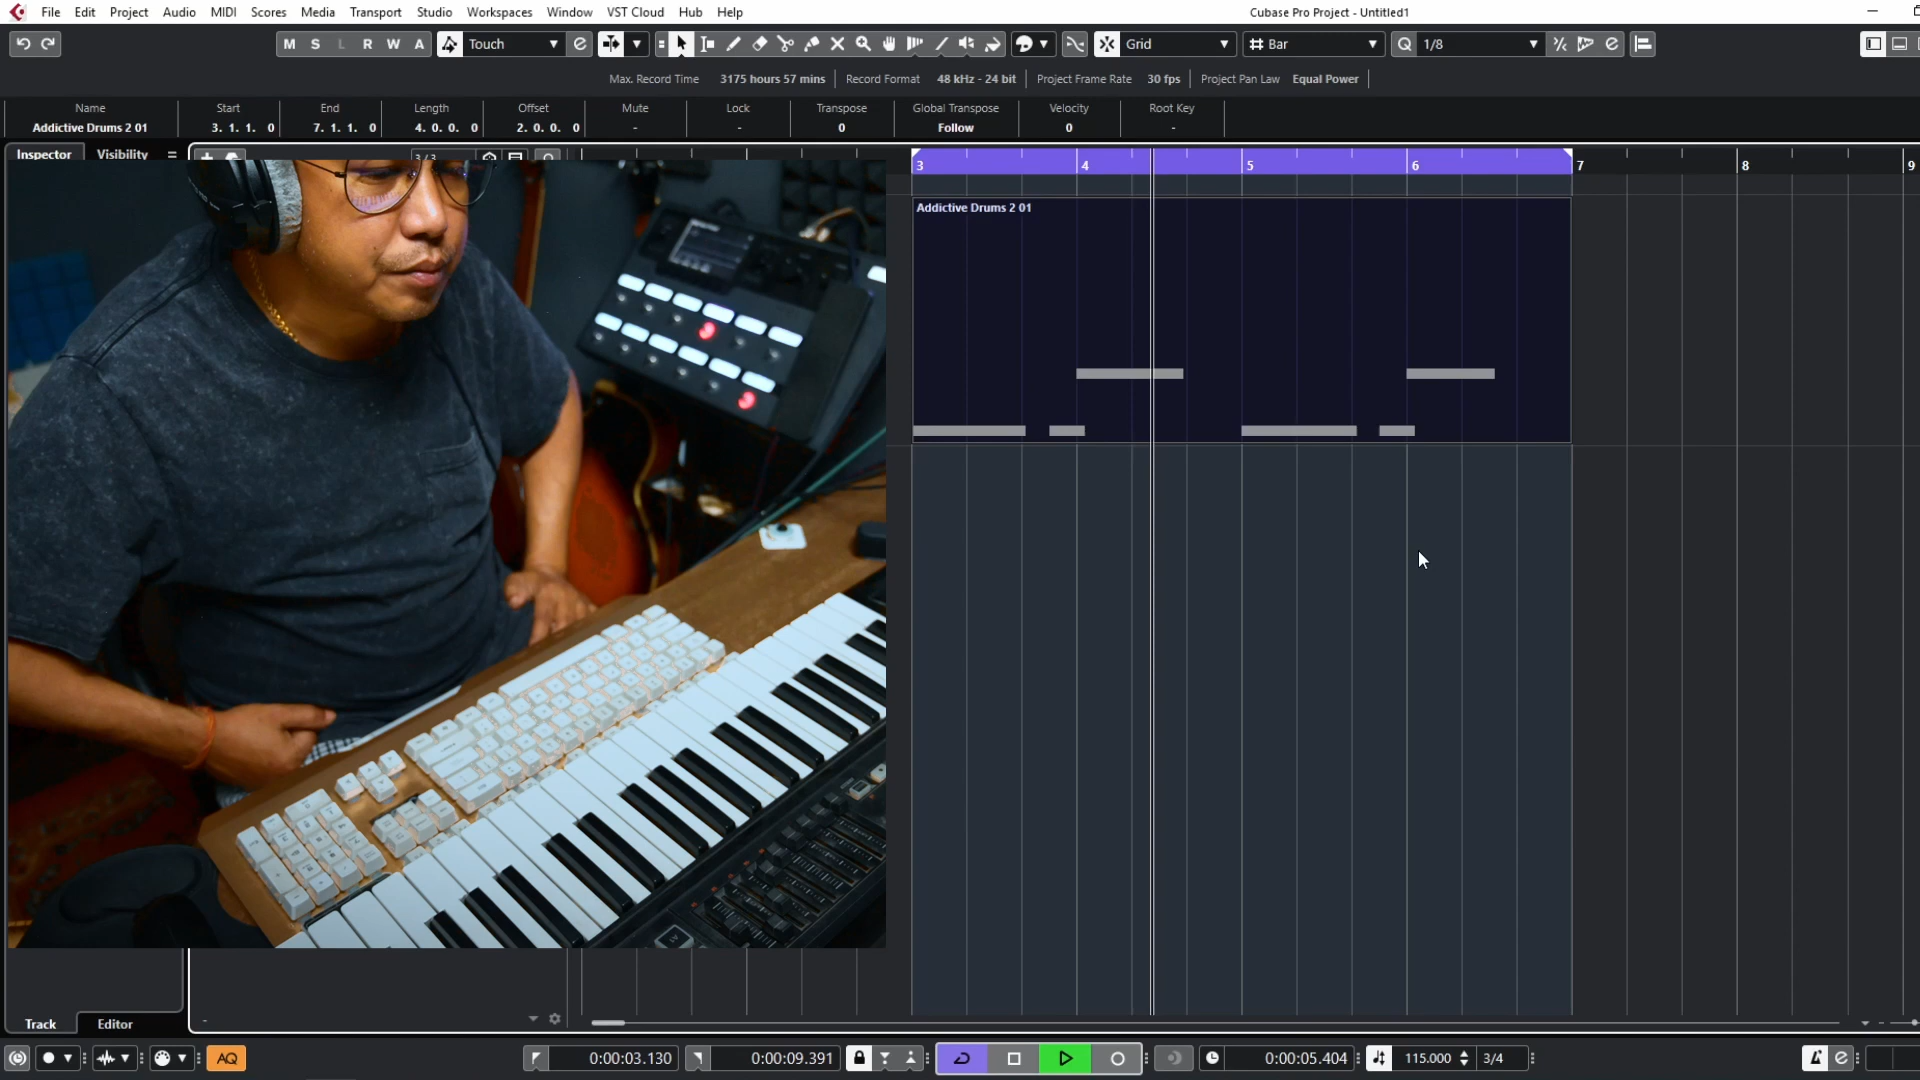 File Edit Project Audio MIDI Scores Media Transport Studio Workspaces Window VST Cloud Hub Help Cubase Pro Project - Untitled1
M S L R W A Touch Grid Bar Q 1/8
Max. Record Time 3175 hours 57 mins Record Format 48 kHz - 24 bit Project Frame Rate 30 fps Project Pan Law Equal Power
Name Start End Length Offset Mute Lock Transpose Global Transpose Velocity Root Key
Addictive Drums 2 01 3. 1. 1. 0 7. 1. 1. 0 4. 0. 0. 0 2. 0. 0. 0 - - 0 Follow 0 -
Inspector Visibility 3/3
3 4 5 6 7 8 9
Addictive Drums 2 01
Track Editor -
AQ 0:00:03.130 0:00:09.391 0:00:05.404 115.000 3/4